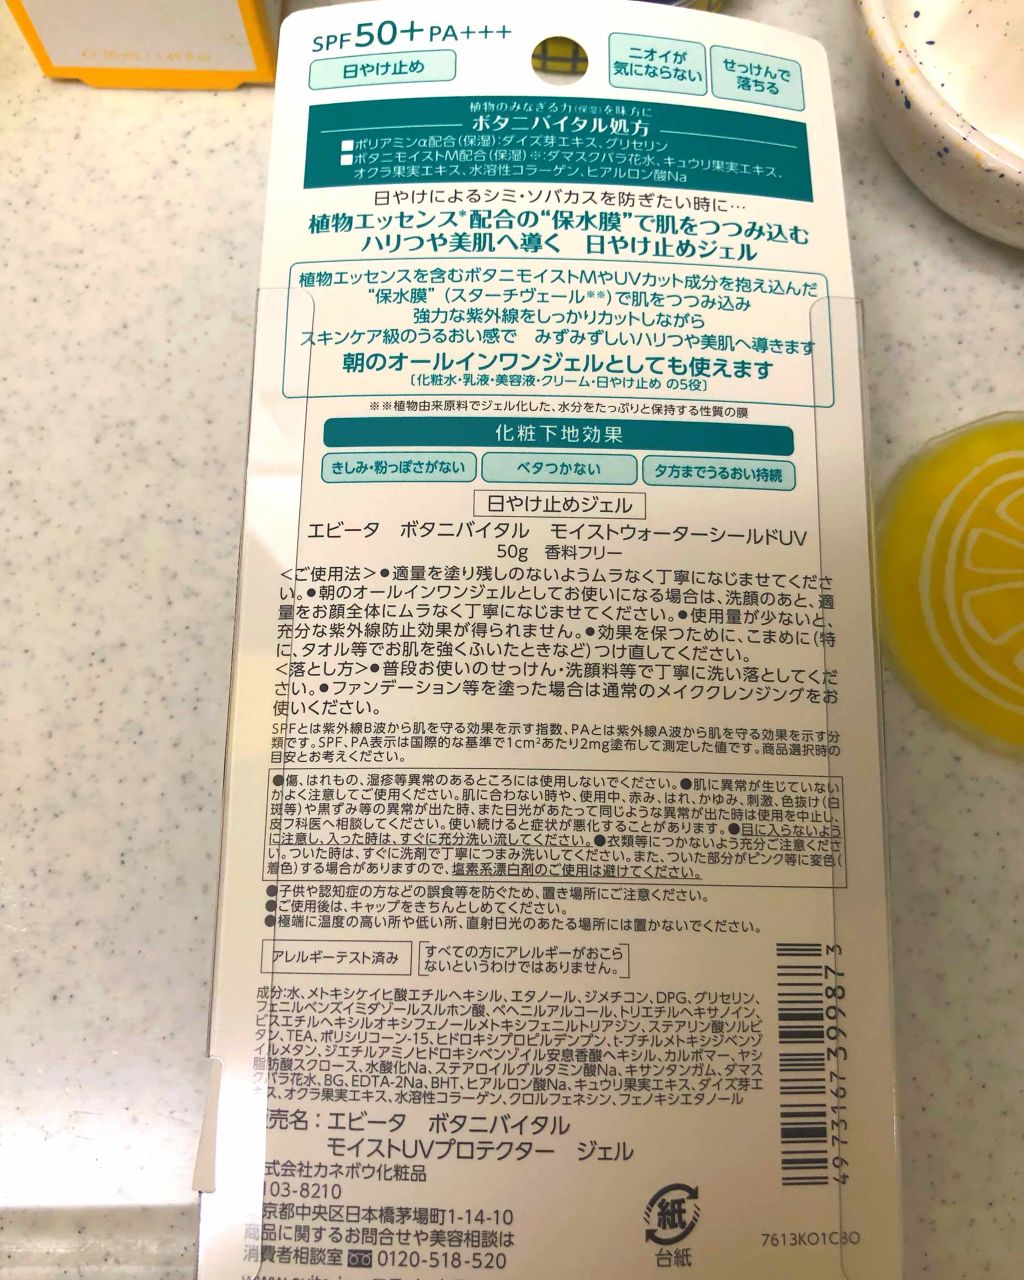 SPF50+ PA+++
日やけ止め
ニオイが
気にならない
せっけんで
落ちる
植物のみなぎる力(保湿)を味方に
ボタニバイタル処方
■ポリアミンα配合(保湿):ダイズ芽エキス、グリセリン
■ボタニモイストM配合(保湿)※:ダマスクバラ花水、キュウリ果実エキス、
オクラ果実エキス、水溶性コラーゲン、ヒアルロン酸Na
日やけによるシミ・ソバカスを防ぎたい時に…
植物エッセンス※配合の“保水膜”で肌をつつみ込む
ハリつや美肌へ導く 日やけ止めジェル
植物エッセンスを含むボタニモイストMやUVカット成分を抱え込んだ
“保水膜”(スターチヴェール※※)で肌をつつみ込み
強力な紫外線をしっかりカットしながら
スキンケア級のうるおい感で みずみずしいハリつや美肌へ導きます
朝のオールインワンジェルとしても使えます
〔化粧水・乳液・美容液・クリーム・日やけ止め の5役〕
※※植物由来原料でジェル化した、水分をたっぷりと保持する性質の膜
化粧下地効果
きしみ・粉っぽさがない
ベタつかない
夕方までうるおい持続
日やけ止めジェル
エビータ ボタニバイタル モイストウォーターシールドUV
50g 香料フリー
<ご使用法>●適量を塗り残しのないようムラなく丁寧になじませてくださ
い。●朝のオールインワンジェルとしてお使いになる場合は、洗顔のあと、適
量をお顔全体にムラなく丁寧になじませてください。●使用量が少ないと、
充分な紫外線防止効果が得られません。●効果を保つために、こまめに(特
に、タオル等でお肌を強くふいたときなど)つけ直してください。
<落とし方>●普段お使いのせっけん・洗顔料等で丁寧に洗い落としてくだ
さい。●ファンデーション等を塗った場合は通常のメイククレンジングをお
使いください。
SPFとは紫外線B波から肌を守る効果を示す指数、PAとは紫外線A波から肌を守る効果を示す分
類です。SPF、PA表示は国際的な基準で1cm²あたり2mg塗布して測定した値です。商品選択時の
目安とお考えください。
●傷、はれもの、湿疹等異常のあるところには使用しないでください。●肌に異常が生じていない
かよく注意してご使用ください。肌に合わない時や、使用中、赤み、はれ、かゆみ、刺激、色抜け(白
斑等)や黒ずみ等の異常が出た時、また日光があたって同じような異常が出た時は使用を中止し、
皮フ科医へ相談してください。使い続けると症状が悪化することがあります。●目に入らないよう
に注意し、入った時は、すぐに充分洗い流してください。●衣類等につかないよう充分ご注意くださ
い。ついた時は、すぐに洗剤で丁寧につまみ洗いしてください。また、ついた部分がピンク等に変色(
着色)する場合がありますので、塩素系漂白剤のご使用は避けてください。
●子供や認知症の方などの誤食等を防ぐため、置き場所にご注意ください。
●ご使用後は、キャップをきちんとしめてください。
●極端に温度の高い所や低い所、直射日光のあたる場所には置かないでください。
アレルギーテスト済み
すべての方にアレルギーがおこら
ないというわけではありません。
成分:水、メトキシケイヒ酸エチルヘキシル、エタノール、ジメチコン、DPG、グリセリン、
フェニルベンズイミダゾールスルホン酸、ベヘニルアルコール、トリエチルヘキサノイン、
ビスエチルヘキシルオキシフェノールメトキシフェニルトリアジン、ステアリン酸ソルビ
タン、TEA、ポリシリコーン-15、ヒドロキシプロピルデンプン、t-ブチルメトキシジベンゾ
イルメタン、ジエチルアミノヒドロキシベンゾイル安息香酸ヘキシル、カルボマー、ヤシ
脂肪酸スクロース、水酸化Na、ステアロイルグルタミン酸Na、キサンタンガム、ダマス
クバラ花水、BG、EDTA-2Na、BHT、ヒアルロン酸Na、キュウリ果実エキス、ダイズ芽エ
キス、オクラ果実エキス、水溶性コラーゲン、クロルフェネシン、フェノキシエタノール
売名:エビータ ボタニバイタル
モイストUVプロテクター ジェル
式会社カネボウ化粧品
103-8210
京都中央区日本橋茅場町1-14-10
商品に関するお問合せや美容相談は
消費者相談室 0120-518-520
4973167399873
紙
台紙
7613KO1CBO